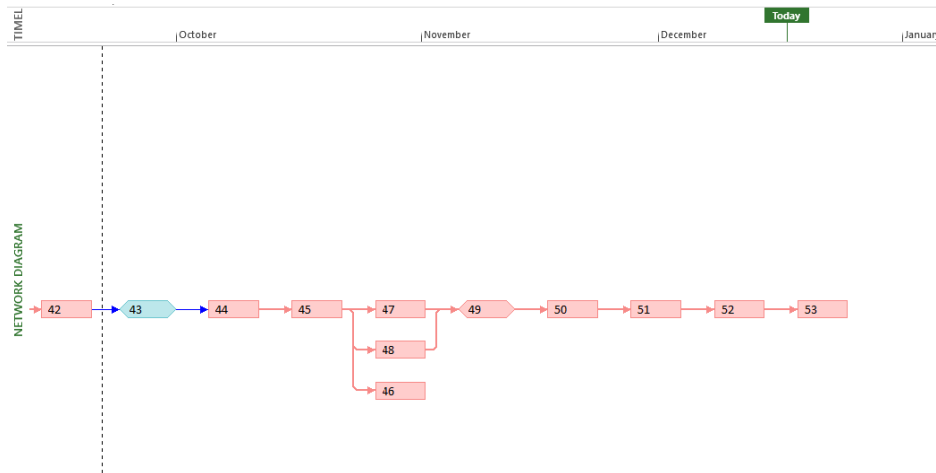 TIMEL
Today
October
November
December
Januar
NETWORK DIAGRAM
42
43
44
45
47
49
50
51
52
53
48
46